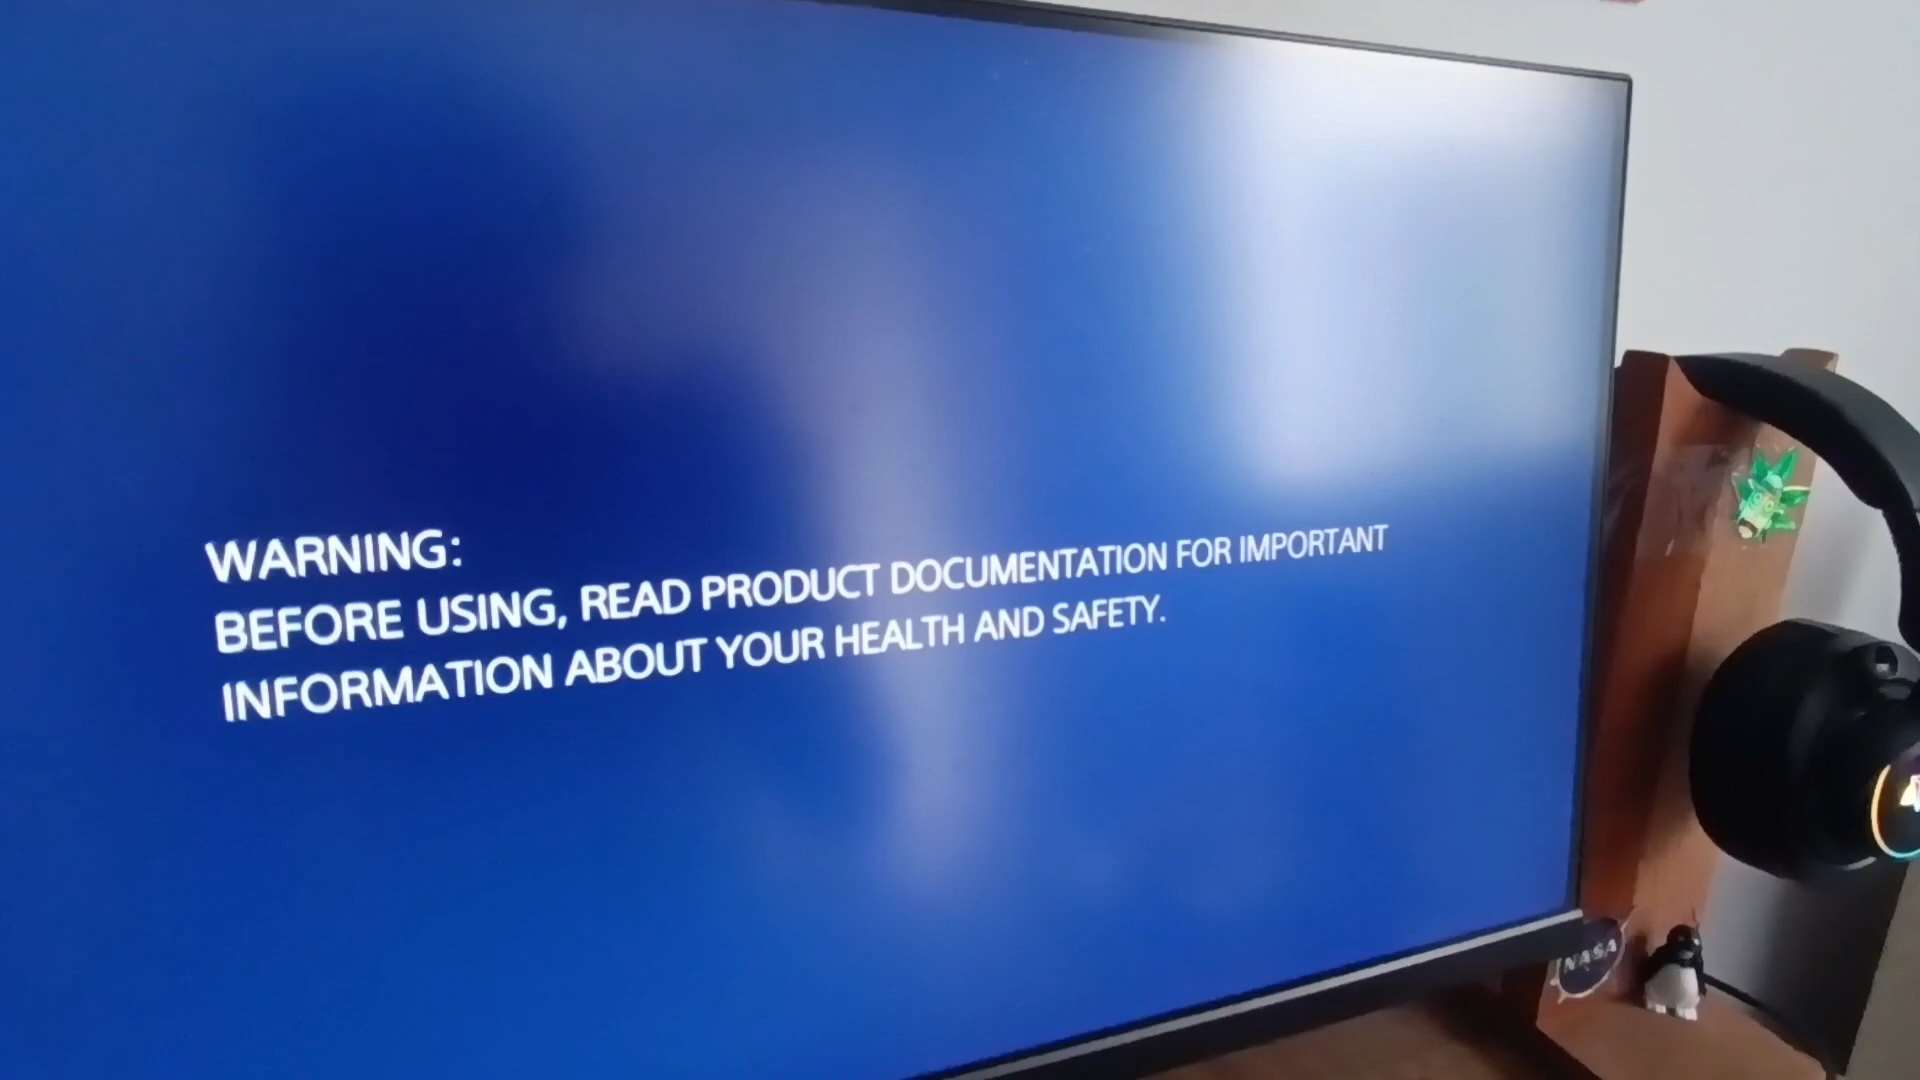 WARNING:
BEFORE USING, READ PRODUCT DOCUMENTATION FOR IMPORTANT
INFORMATION ABOUT YOUR HEALTH AND SAFETY.
NASA